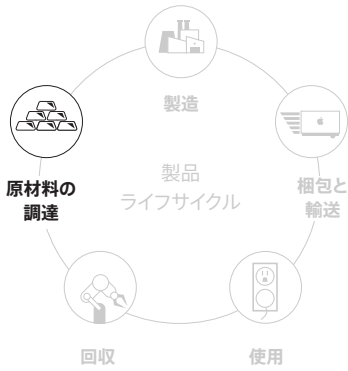 製造
原材料の
調達
製品
ライフサイクル
梱包と
輸送
回収
使用